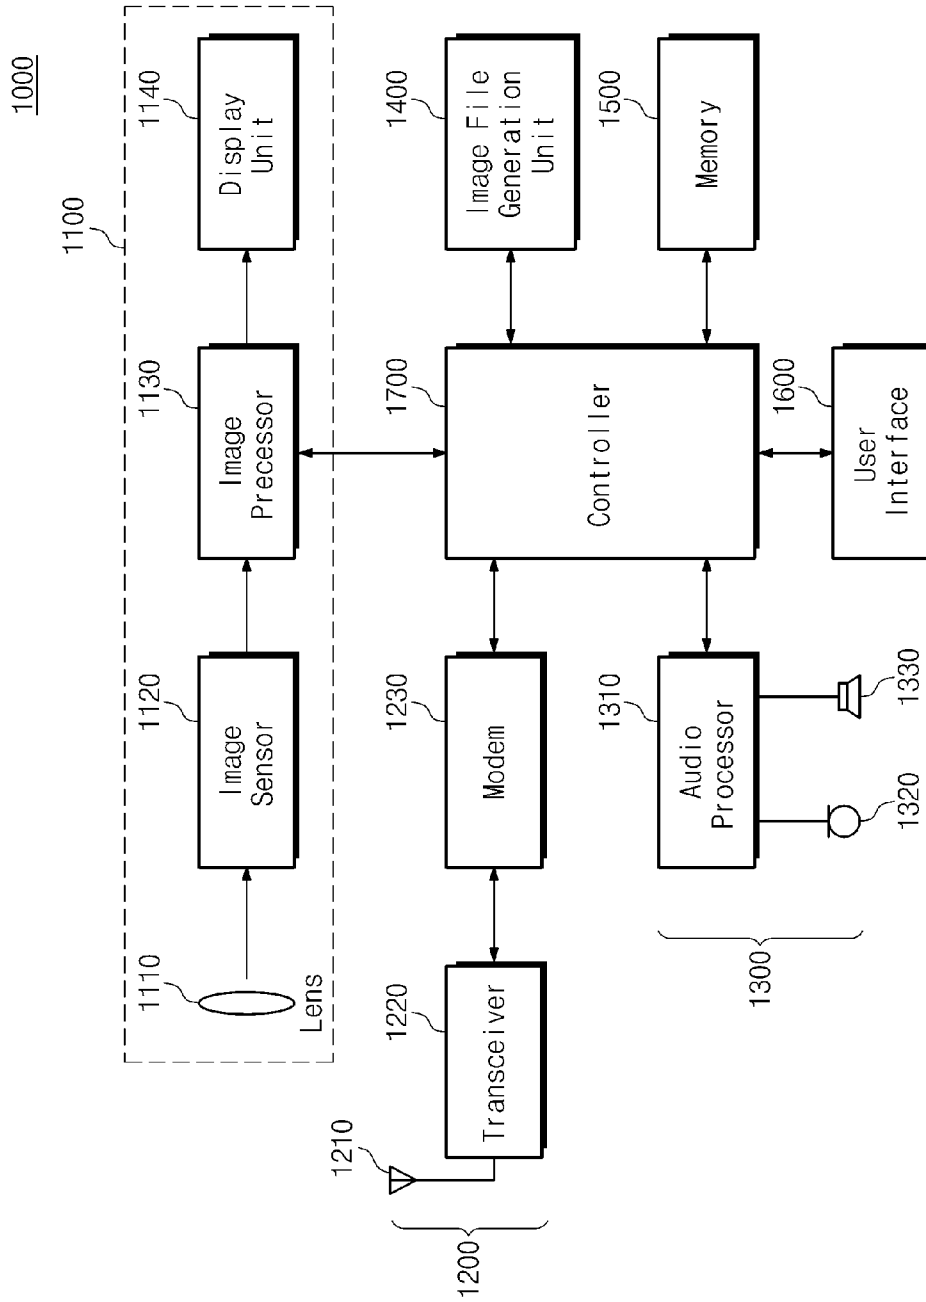 1000
1100
1110
Lens
1120
Image
Sensor
1130
Image
Precessor
1140
Display
Unit
1200
1210
1220
Transceiver
1230
Modem
1700
Controller
1400
Image File
Generation
Unit
1300
1310
Audio
Processor
1320
1330
1500
Memory
1600
User
Interface